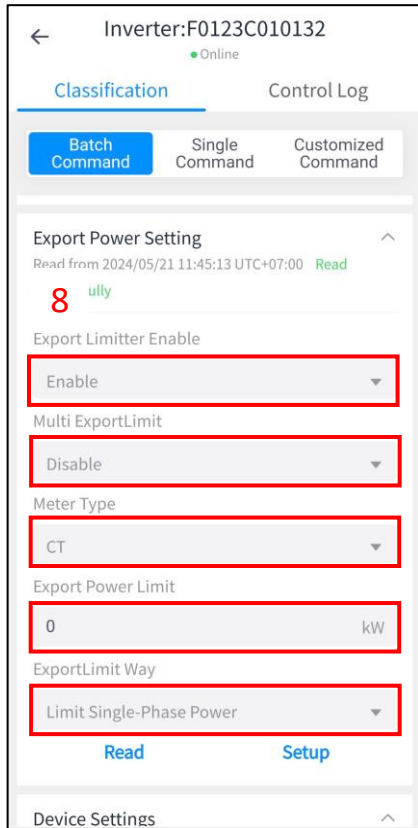 Inverter:F0123C010132
Online
Classification Control Log
Batch Command Single Command Customized Command
Export Power Setting
Read from 2024/05/21 11:45:13 UTC+07:00 Read
8 ully
Export Limitter Enable
Enable
Multi ExportLimit
Disable
Meter Type
CT
Export Power Limit
0 kW
ExportLimit Way
Limit Single-Phase Power
Read Setup
Device Settings